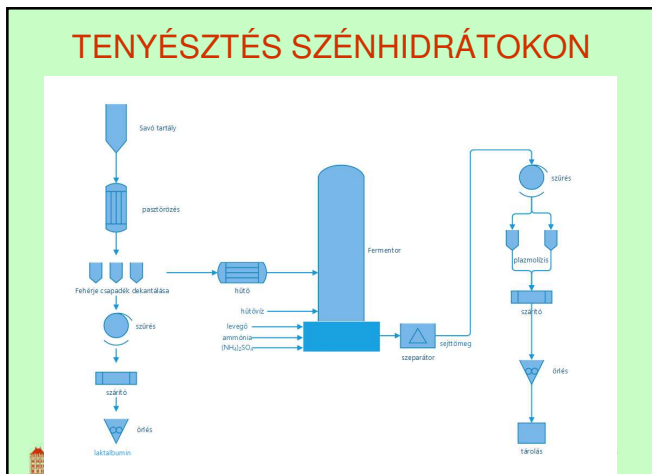 TENYÉSZTÉS SZÉNHIDRÁTOKON
Savó tartály
pasztörözés
Fehérje csapadék dekantálása
szűrés
szárító
őrlés
laktalbumin
hűtő
Fermentor
hűtővíz
levegő
ammónia
(NH₄)₂SO₄
szeparátor
sejttömeg
szűrés
plazmolízis
szárító
őrlés
tárolás